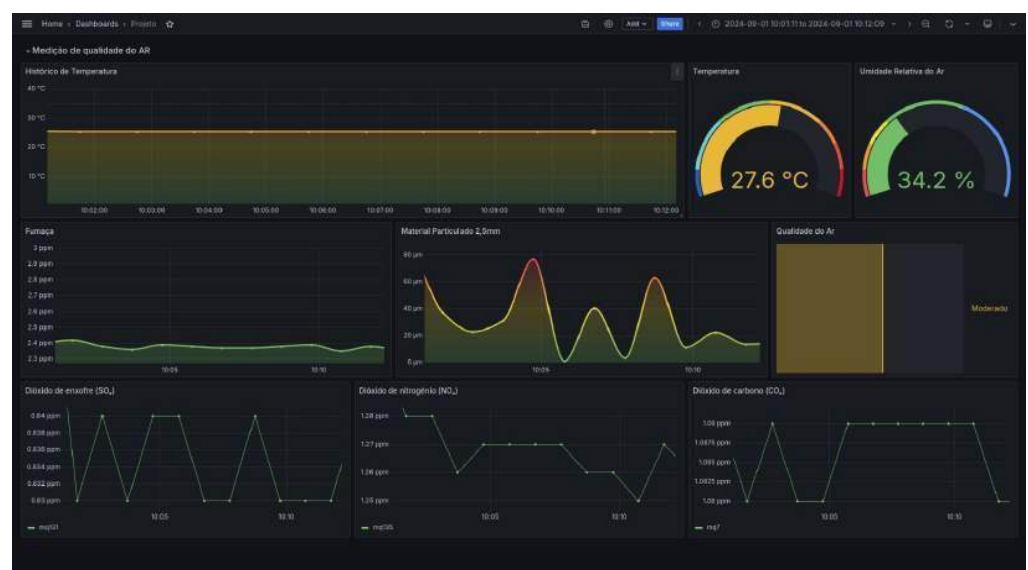 Home › Dashboards › Projeto
Add
Share
2024-09-01 10:01:11 to 2024-09-01 10:12:09
Medição de qualidade do AR
Histórico de Temperatura
40 °C
30 °C
20 °C
10 °C
10:02:00 10:03:00 10:04:00 10:05:00 10:06:00 10:07:00 10:08:00 10:09:00 10:10:00 10:11:00 10:12:00
Temperatura
27.6 °C
Umidade Relativa do Ar
34.2 %
Fumaça
3 ppm
2.9 ppm
2.8 ppm
2.7 ppm
2.6 ppm
2.5 ppm
2.4 ppm
2.3 ppm
10:05 10:10
Material Particulado 2,5mm
80 µm
60 µm
40 µm
20 µm
0 µm
10:05 10:10
Qualidade do Ar
Moderado
Dióxido de enxofre (SO₂)
0.84 ppm
0.838 ppm
0.836 ppm
0.834 ppm
0.832 ppm
0.83 ppm
10:05 10:10
mq131
Dióxido de nitrogênio (NO₂)
1.28 ppm
1.27 ppm
1.26 ppm
1.25 ppm
10:05 10:10
mq135
Dióxido de carbono (CO₂)
1.09 ppm
1.0875 ppm
1.085 ppm
1.0825 ppm
1.08 ppm
10:05 10:10
mq7